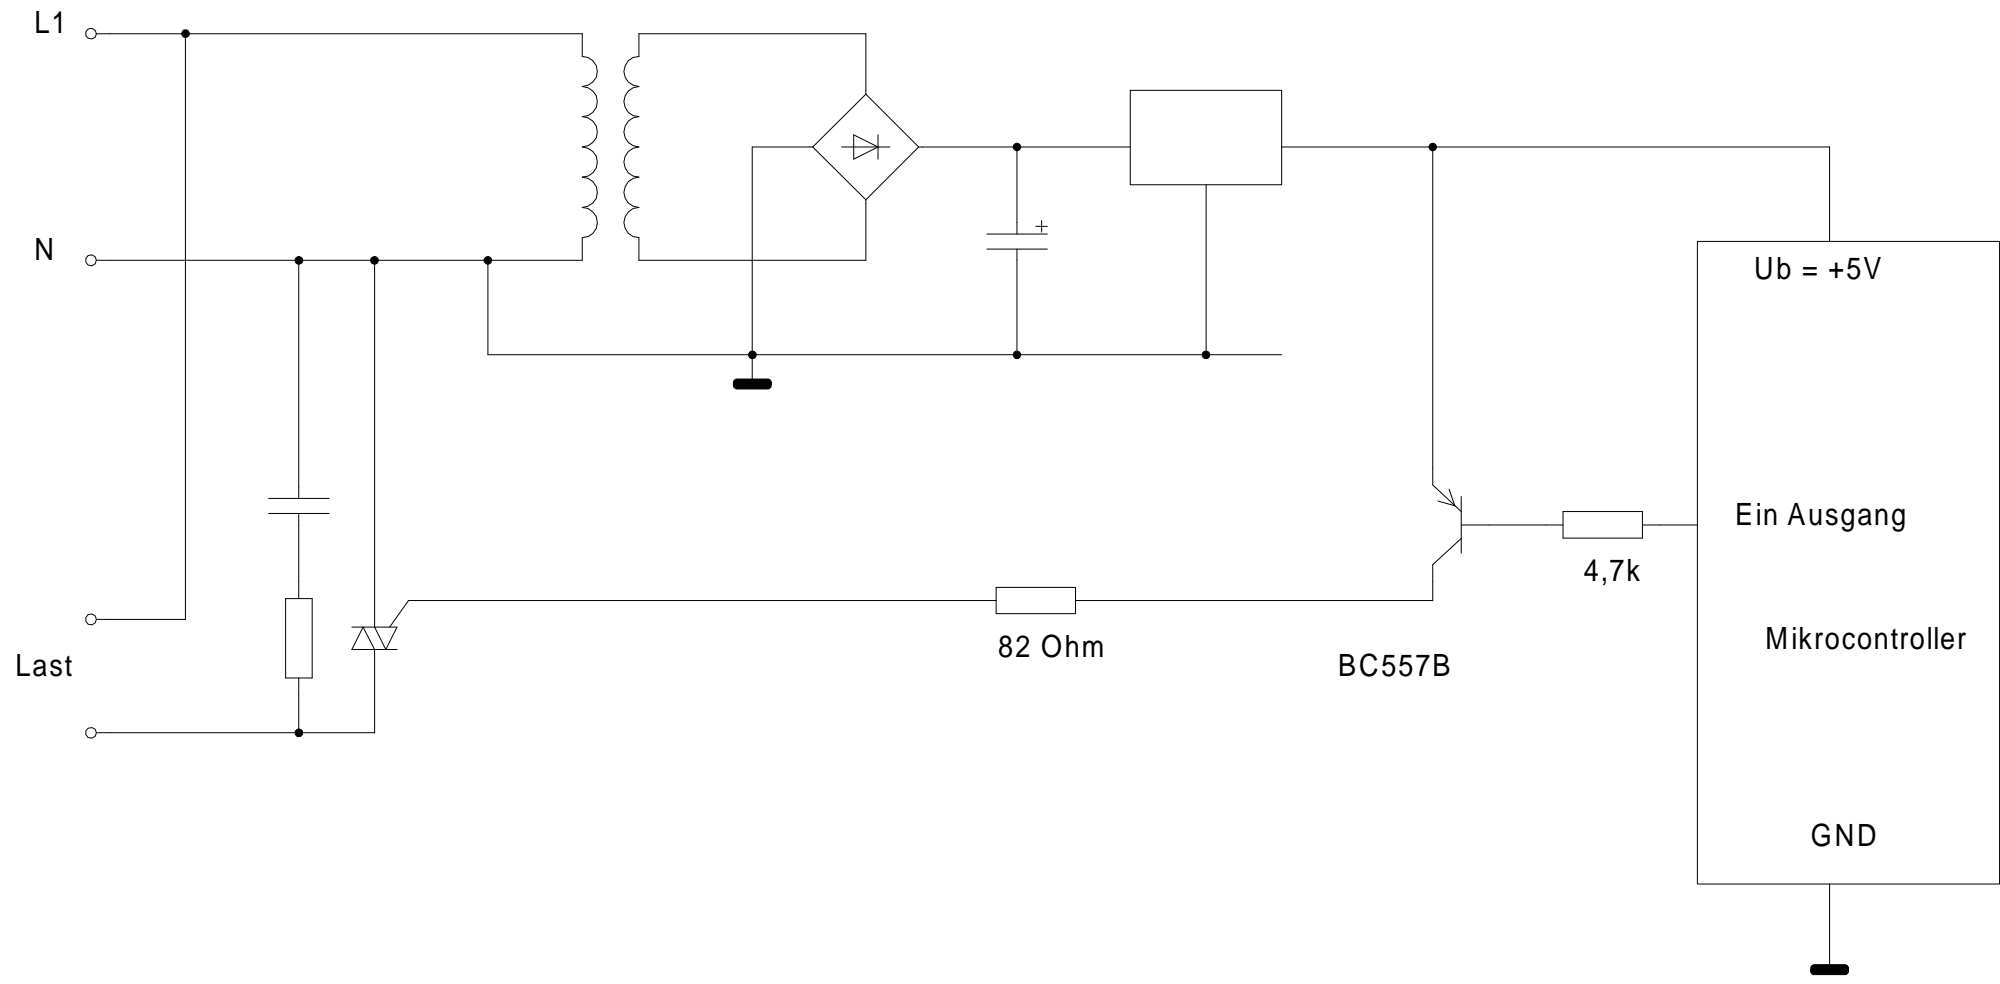 L1
N
+
Ub = +5V
Ein Ausgang
4,7k
82 Ohm
Mikrocontroller
Last
BC557B
GND